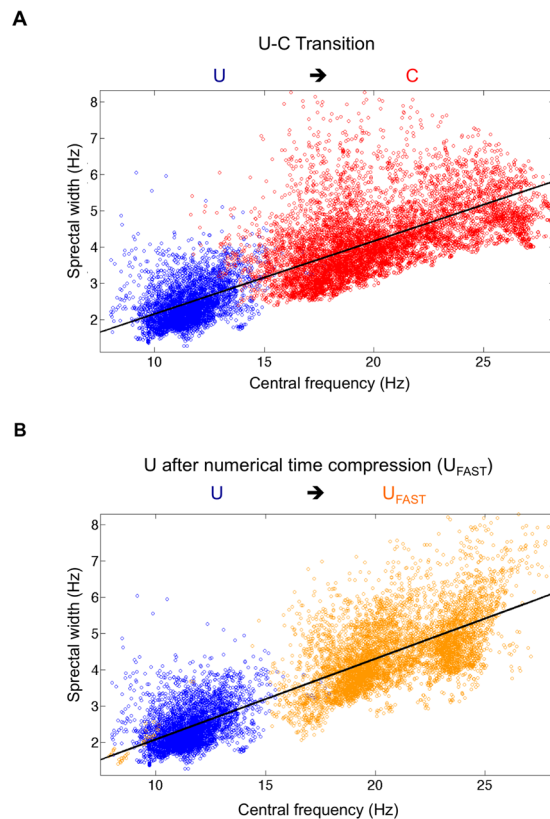 A
U-C Transition
U ➔ C
Sprectal width (Hz)
8
7
6
5
4
3
2
10 15 20 25
Central frequency (Hz)
B
U after numerical time compression (UFAST)
U ➔ UFAST
Sprectal width (Hz)
8
7
6
5
4
3
2
10 15 20 25
Central frequency (Hz)